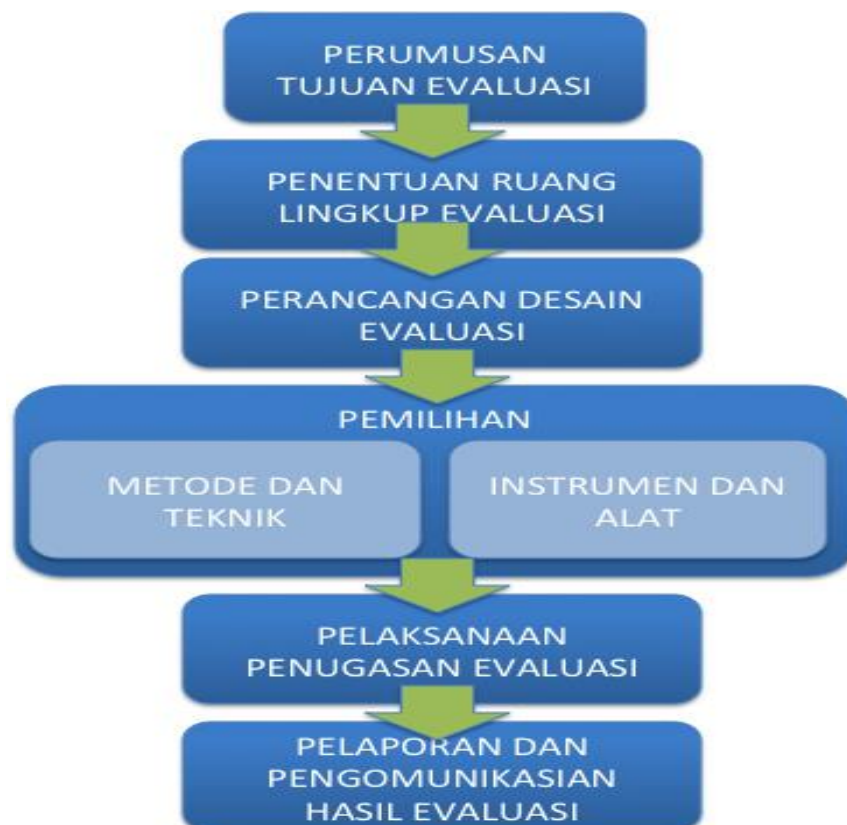 PERUMUSAN
TUJUAN EVALUASI
PENENTUAN RUANG
LINGKUP EVALUASI
PERANCANGAN DESAIN
EVALUASI
PEMILIHAN
METODE DAN
TEKNIK
INSTRUMEN DAN
ALAT
PELAKSANAAN
PENUGASAN EVALUASI
PELAPORAN DAN
PENGOMUNIKASIAN
HASIL EVALUASI